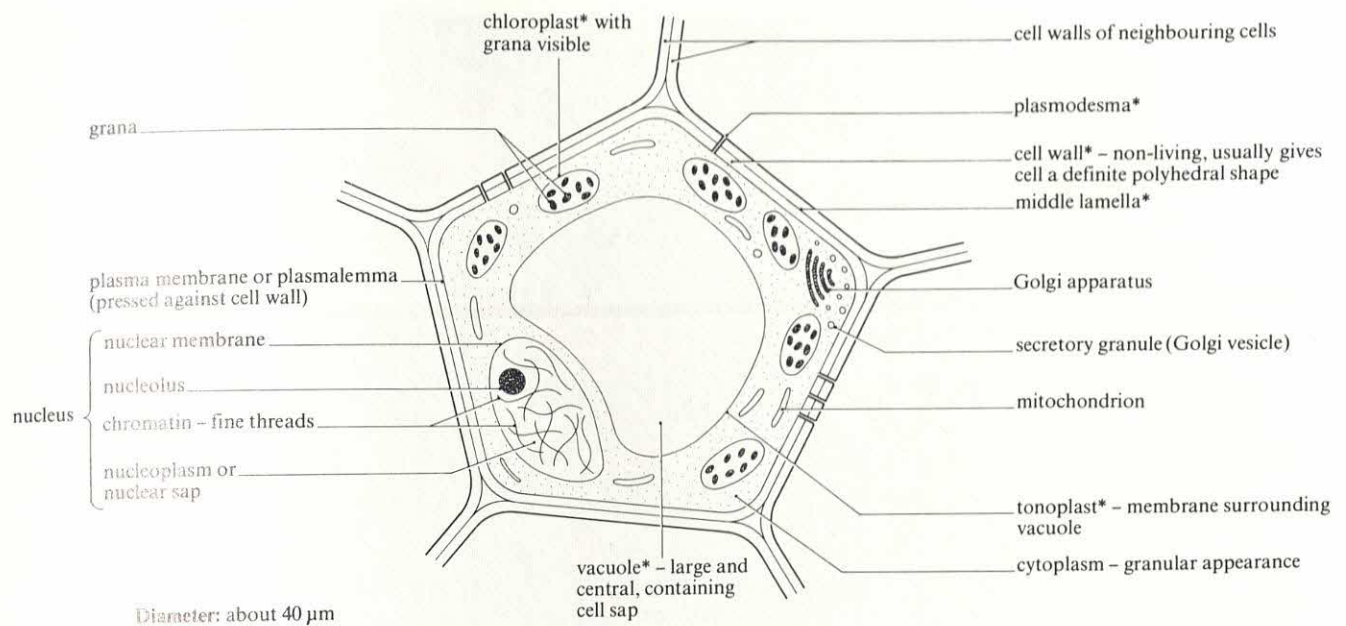 chloroplast* with
grana visible
grana
plasma membrane or plasmalemma
(pressed against cell wall)
nucleus
nuclear membrane
nucleolus
chromatin – fine threads
nucleoplasm or
nuclear sap
Diameter: about 40 µm
vacuole* – large and
central, containing
cell sap
cell walls of neighbouring cells
plasmodesma*
cell wall* – non-living, usually gives
cell a definite polyhedral shape
middle lamella*
Golgi apparatus
secretory granule (Golgi vesicle)
mitochondrion
tonoplast* – membrane surrounding
vacuole
cytoplasm – granular appearance